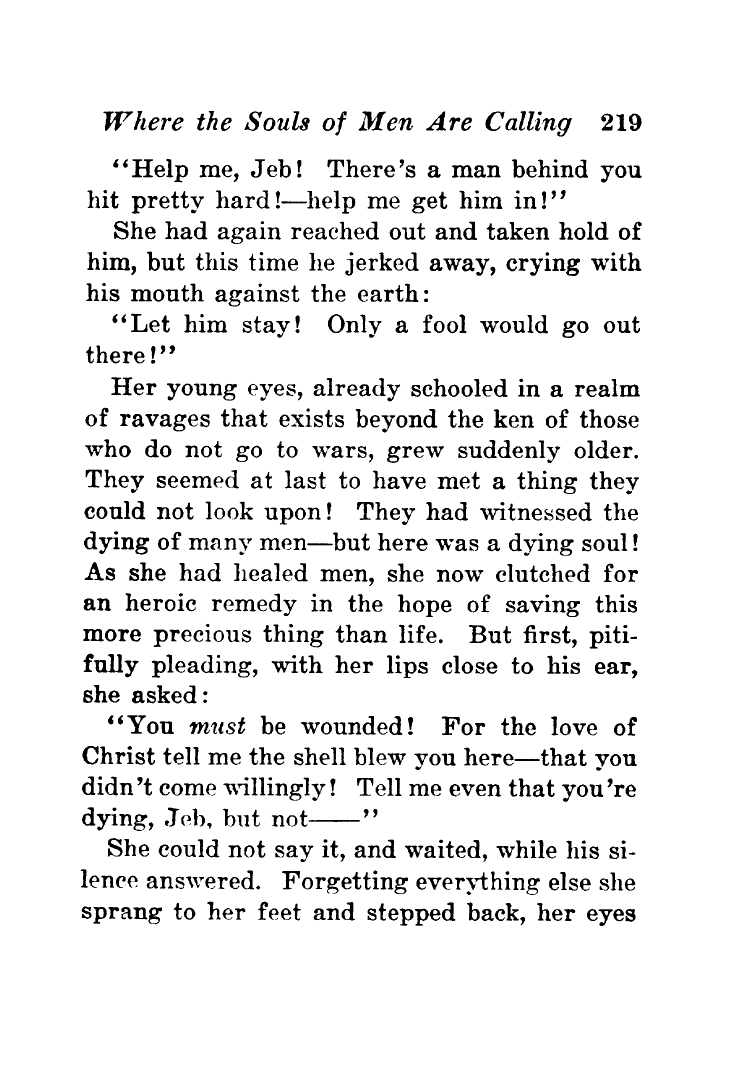 Where the Souls of Men Are Calling 219
“Help me, Jeb! There’s a man behind you
hit pretty hard!—help me get him in!”
She had again reached out and taken hold of
him, but this time he jerked away, crying with
his mouth against the earth:
“Let him stay! Only a fool would go out
there!”
Her young eyes, already schooled in a realm
of ravages that exists beyond the ken of those
who do not go to wars, grew suddenly older.
They seemed at last to have met a thing they
could not look upon! They had witnessed the
dying of many men—but here was a dying soul!
As she had healed men, she now clutched for
an heroic remedy in the hope of saving this
more precious thing than life. But first, piti-
fully pleading, with her lips close to his ear,
she asked:
“You must be wounded! For the love of
Christ tell me the shell blew you here—that you
didn’t come willingly! Tell me even that you’re
dying, Jeb, but not——”
She could not say it, and waited, while his si-
lence answered. Forgetting everything else she
sprang to her feet and stepped back, her eyes